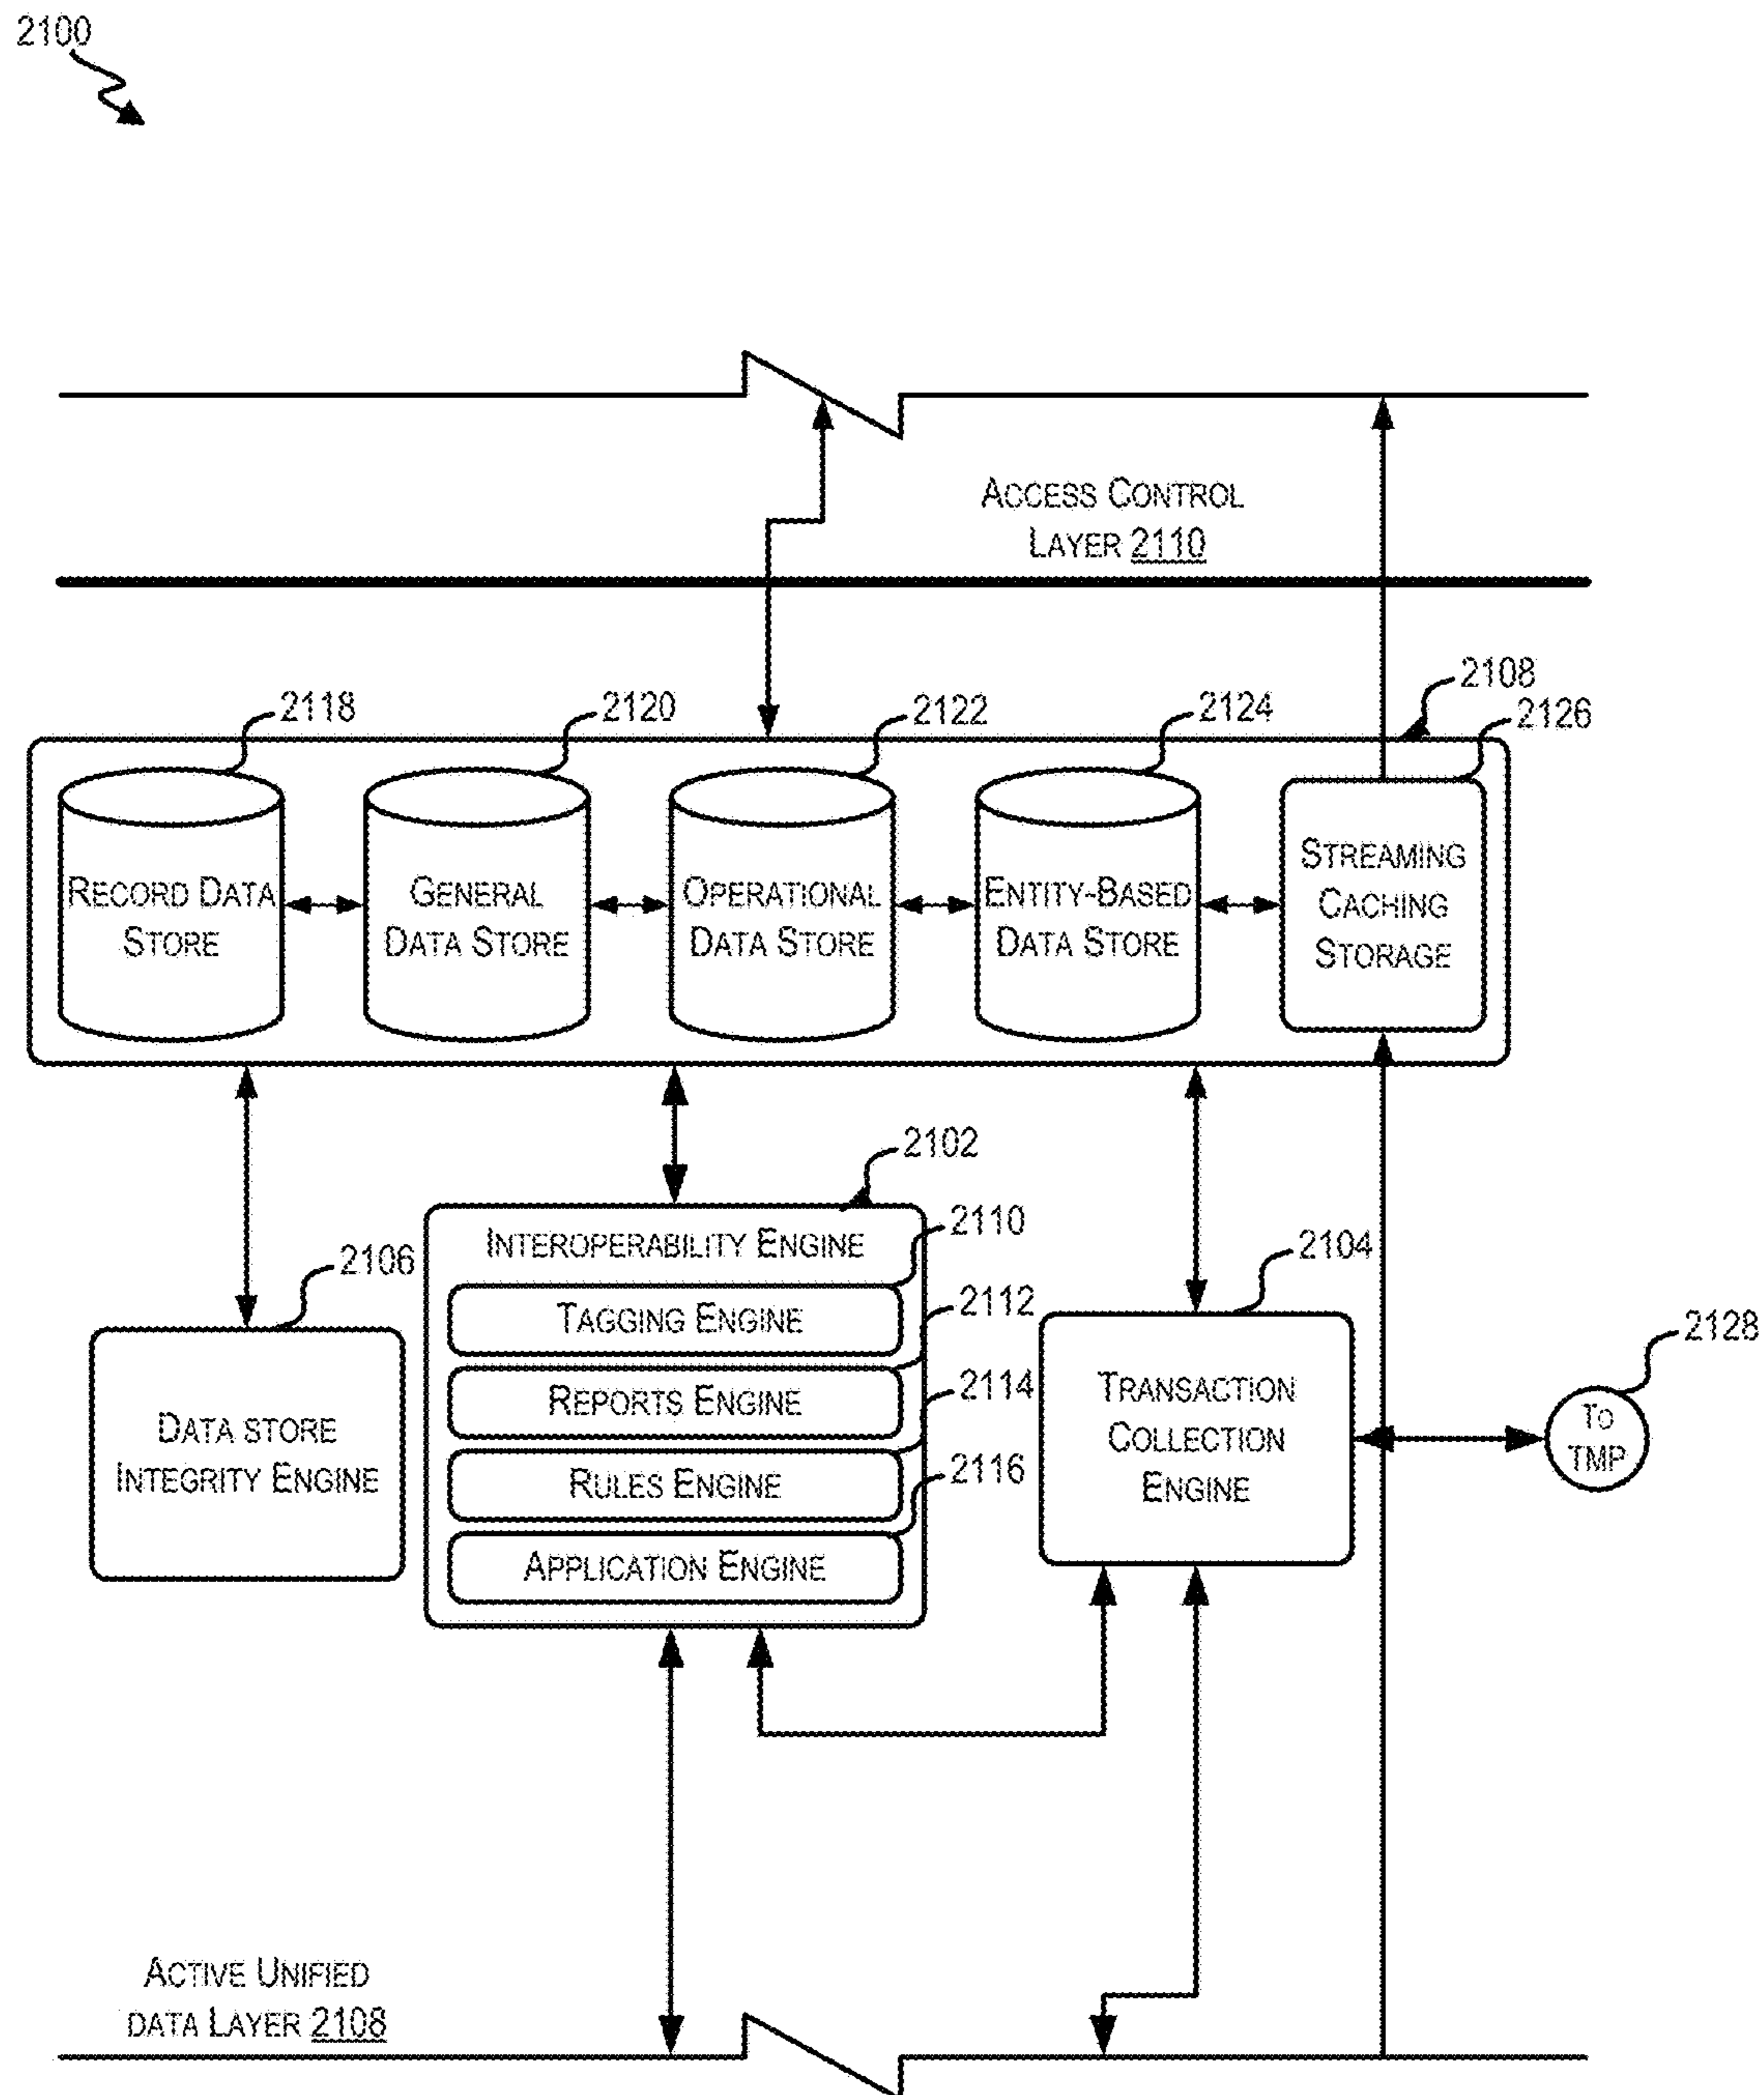 2100
ACCESS CONTROL
LAYER 2110
2108
2118
2120
2122
2124
2126
RECORD DATA
STORE
GENERAL
DATA STORE
OPERATIONAL
DATA STORE
ENTITY-BASED
DATA STORE
STREAMING
CACHING
STORAGE
2102
INTEROPERABILITY ENGINE
2110
2106
2104
TAGGING ENGINE
2112
2128
REPORTS ENGINE
2114
RULES ENGINE
2116
APPLICATION ENGINE
DATA STORE
INTEGRITY ENGINE
TRANSACTION
COLLECTION
ENGINE
TO
TMP
ACTIVE UNIFIED
DATA LAYER 2108